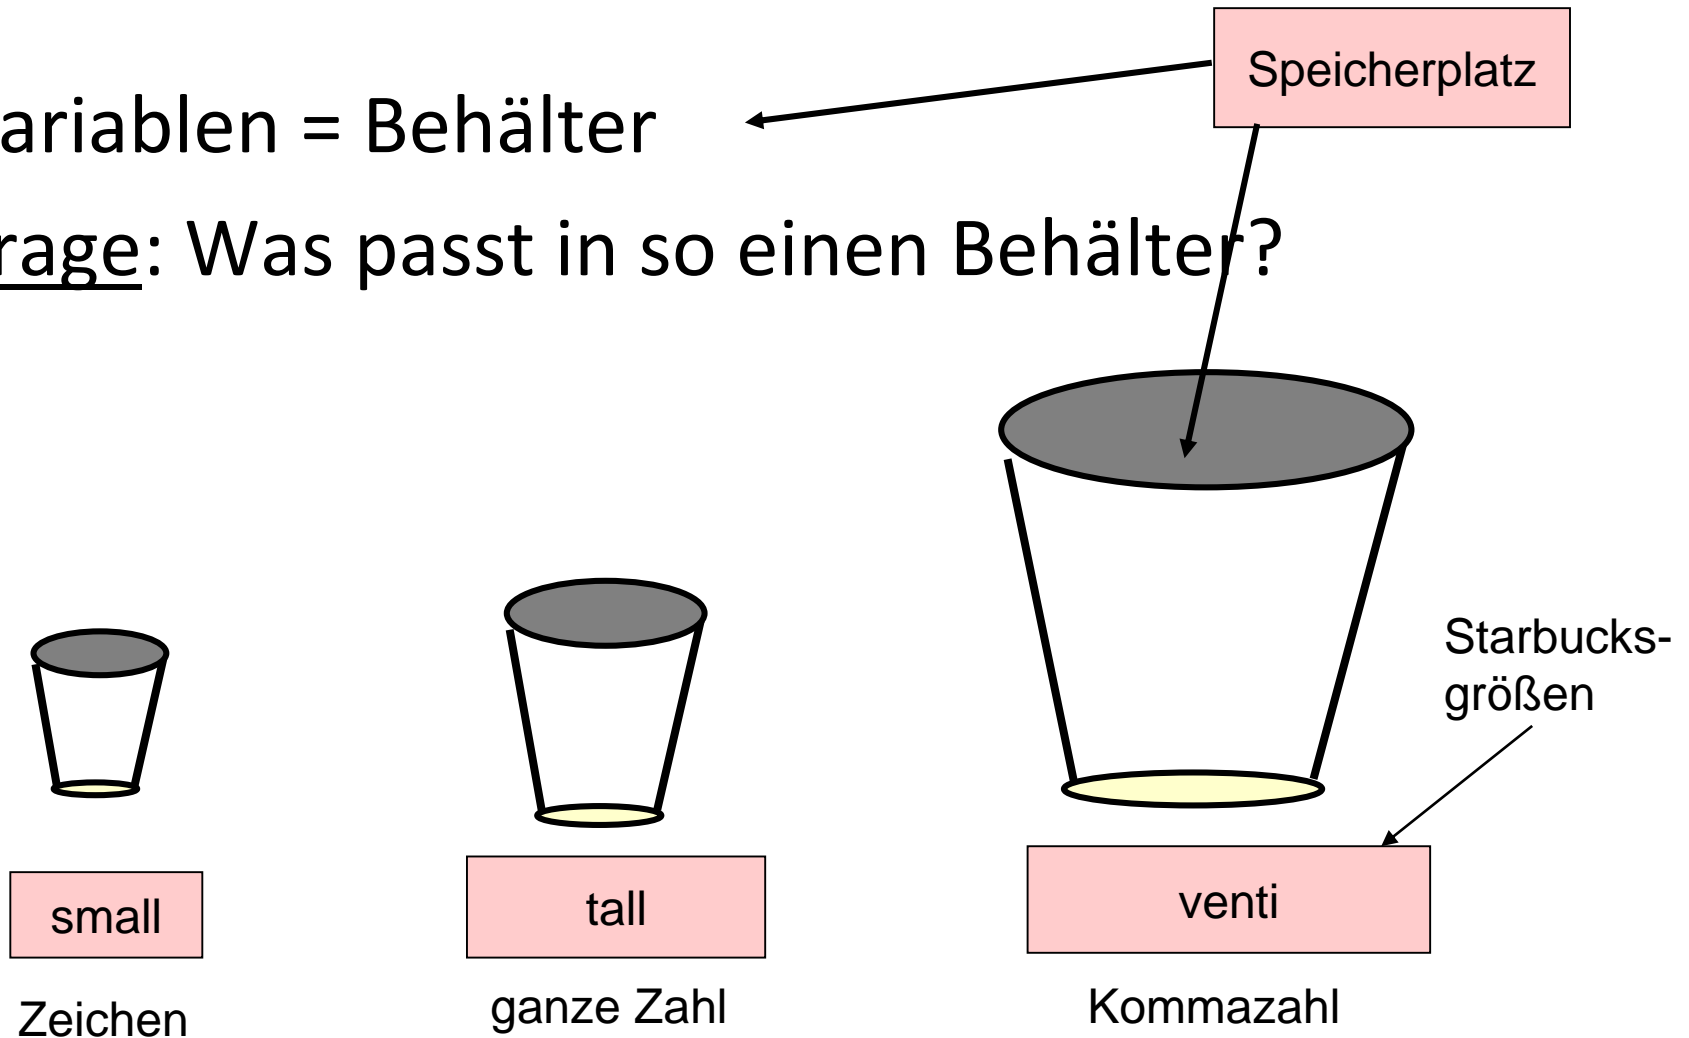 Speicherplatz
ariablen = Behälter
rage: Was passt in so einen Behälter?
Starbucks-
größen
small
tall
venti
Zeichen
ganze Zahl
Kommazahl